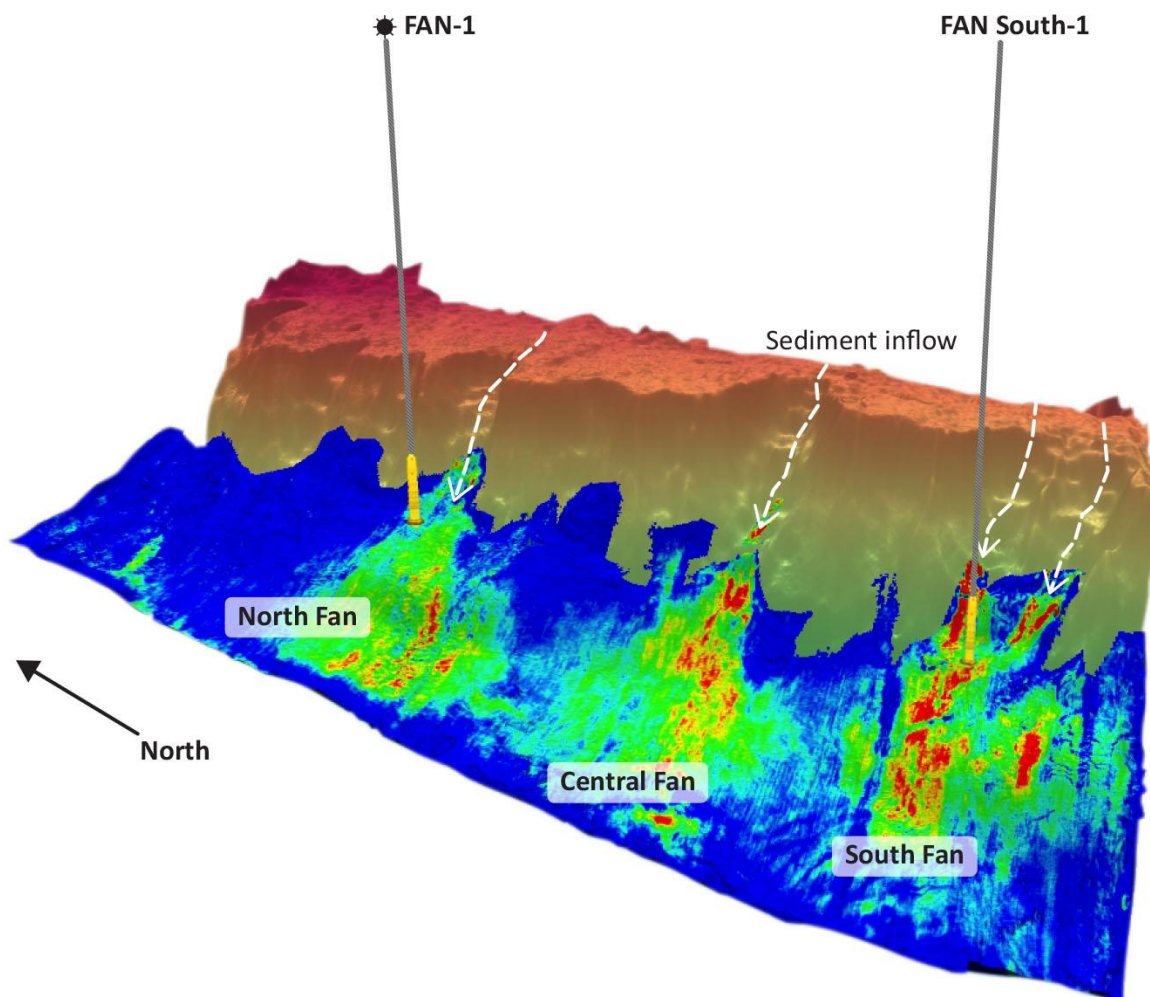 FAN-1
FAN South-1
Sediment inflow
North Fan
North
Central Fan
South Fan